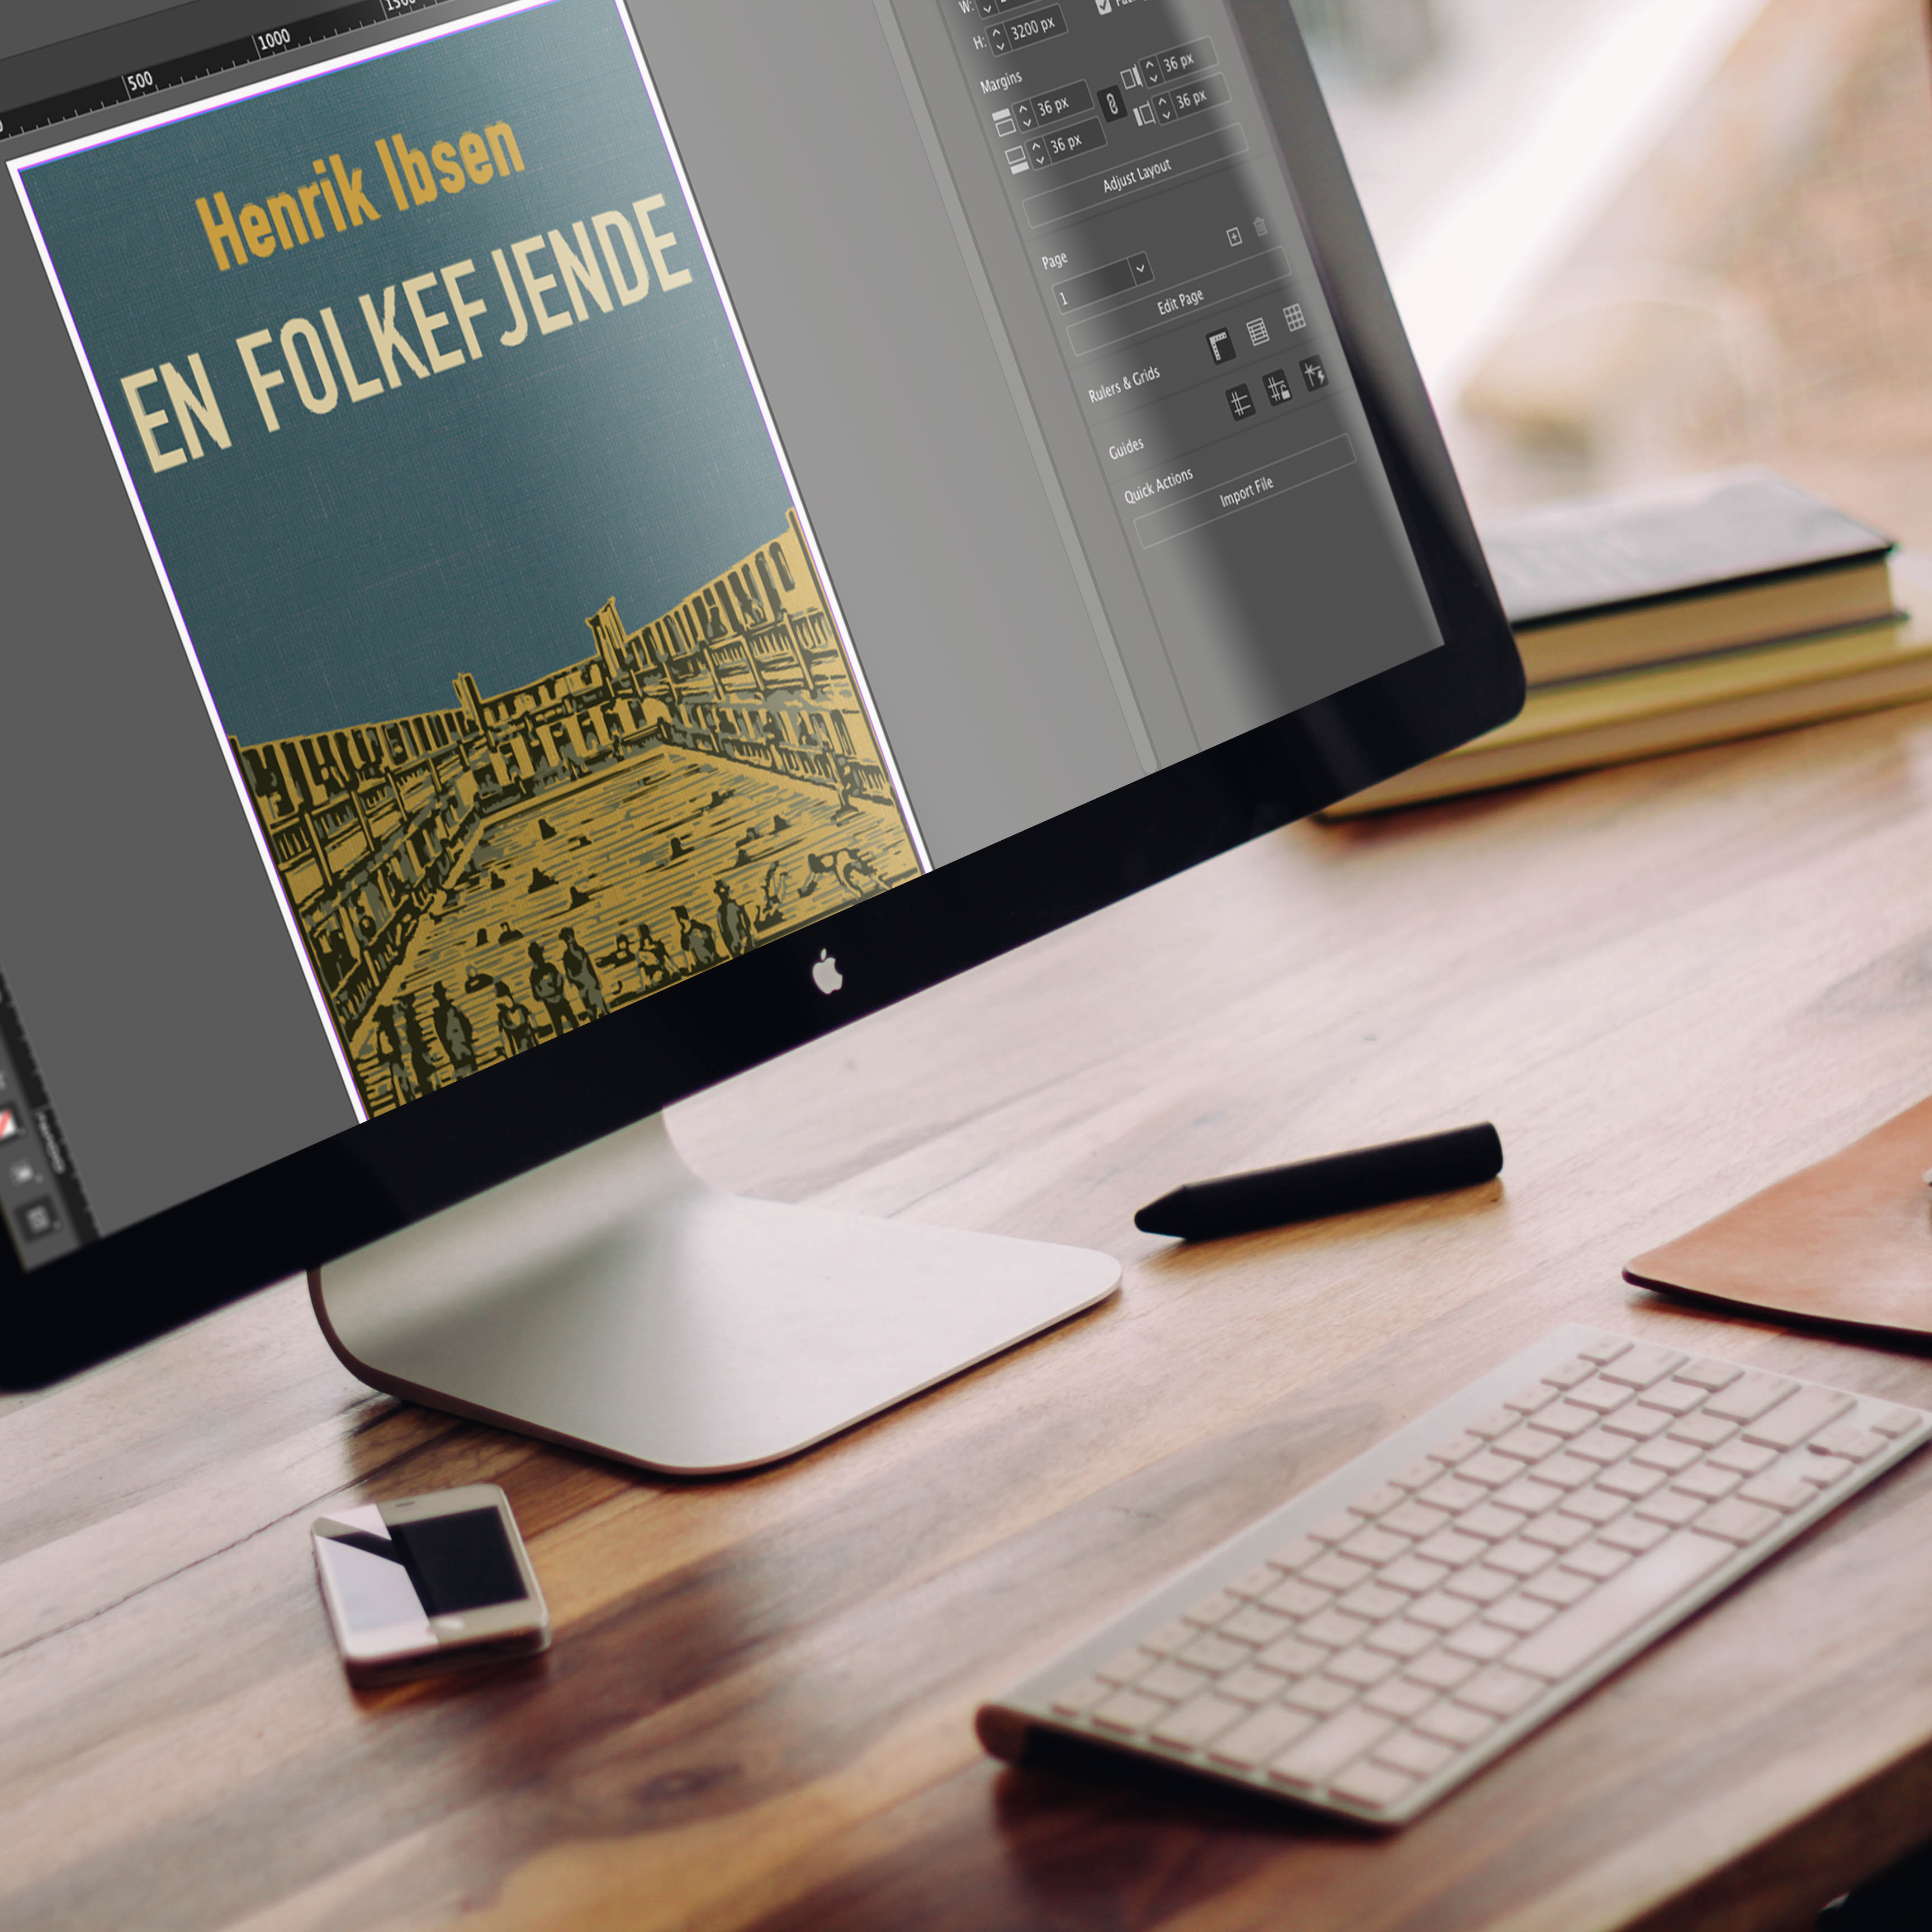 500
1000
1500
Henrik Ibsen
EN FOLKEFJENDE
W:
H: 3200 px
Margins
36 px
36 px
36 px
36 px
Adjust Layout
Page
1
Edit Page
Rulers & Grids
Guides
Quick Actions
Import File